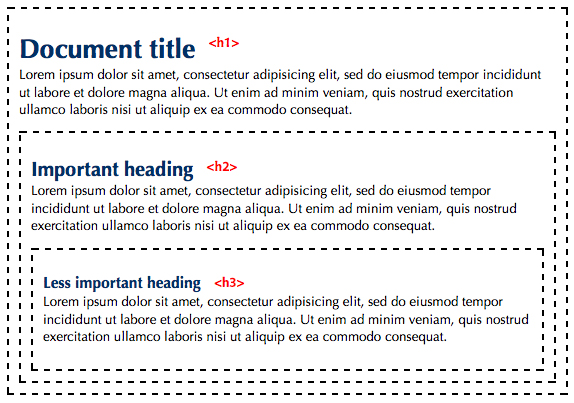 Document title <h1>
Lorem ipsum dolor sit amet, consectetur adipisicing elit, sed do eiusmod tempor incididunt
ut labore et dolore magna aliqua. Ut enim ad minim veniam, quis nostrud exercitation
ullamco laboris nisi ut aliquip ex ea commodo consequat.
Important heading <h2>
Lorem ipsum dolor sit amet, consectetur adipisicing elit, sed do eiusmod tempor
incididunt ut labore et dolore magna aliqua. Ut enim ad minim veniam, quis nostrud
exercitation ullamco laboris nisi ut aliquip ex ea commodo consequat.
Less important heading <h3>
Lorem ipsum dolor sit amet, consectetur adipisicing elit, sed do eiusmod tempor
incididunt ut labore et dolore magna aliqua. Ut enim ad minim veniam, quis nostrud
exercitation ullamco laboris nisi ut aliquip ex ea commodo consequat.